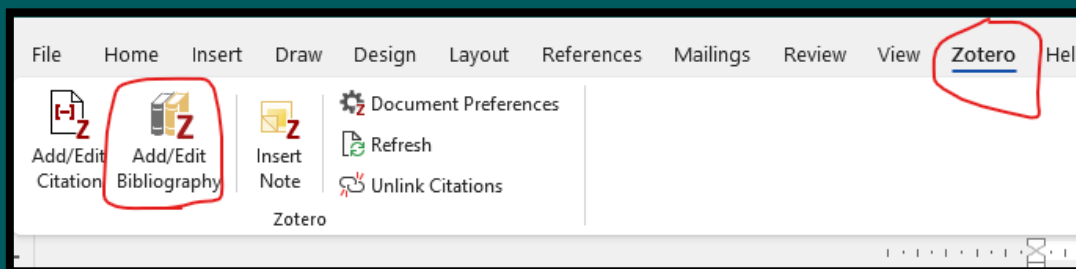 File Home Insert Draw Design Layout References Mailings Review View Zotero Hel
Add/Edit
Citation
Add/Edit
Bibliography
Insert
Note
Document Preferences
Refresh
Unlink Citations
Zotero